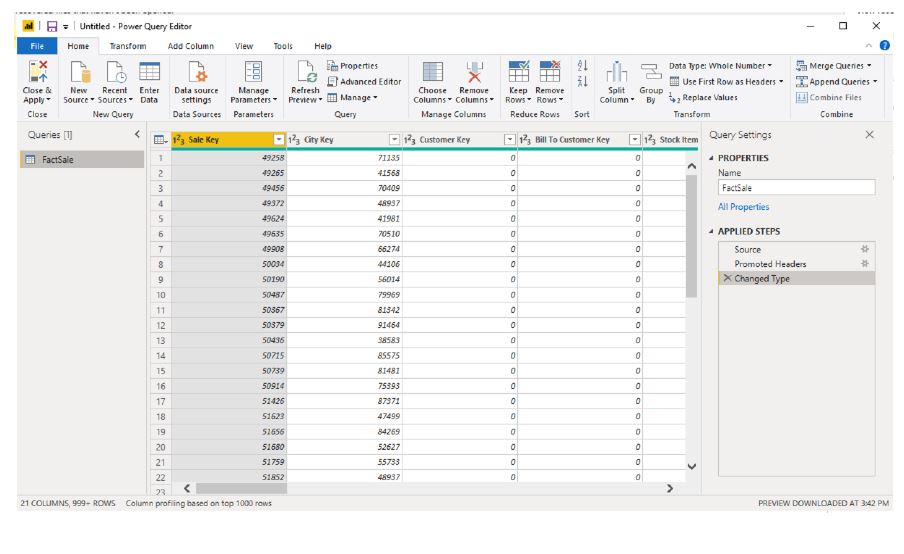 Untitled - Power Query Editor
File Home Transform Add Column View Tools Help
Close & Apply
New Source
Recent Sources
Enter Data
Data source settings
Manage Parameters
Refresh Preview
Properties
Advanced Editor
Manage
Choose Columns
Remove Columns
Keep Rows
Remove Rows
Split Column
Group By
Data Type: Whole Number
Use First Row as Headers
Replace Values
Merge Queries
Append Queries
Combine Files
Close New Query Data Sources Parameters Query Manage Columns Reduce Rows Sort Transform Combine
Queries [1]
FactSale
Sale Key City Key Customer Key Bill To Customer Key Stock Item
1 49258 71135 0 0
2 49265 41568 0 0
3 49456 70409 0 0
4 49372 48937 0 0
5 49624 41981 0 0
6 49635 70510 0 0
7 49908 66274 0 0
8 50034 44106 0 0
9 50190 56014 0 0
10 50487 79969 0 0
11 50367 81342 0 0
12 50379 91464 0 0
13 50436 38583 0 0
14 50715 85575 0 0
15 50739 81481 0 0
16 50914 75393 0 0
17 51426 87371 0 0
18 51623 47499 0 0
19 51656 84269 0 0
20 51680 52627 0 0
21 51759 55733 0 0
22 51852 48937 0 0
23
Query Settings
PROPERTIES
Name
FactSale
All Properties
APPLIED STEPS
Source
Promoted Headers
Changed Type
21 COLUMNS, 999+ ROWS Column profiling based on top 1000 rows
PREVIEW DOWNLOADED AT 3:42 PM